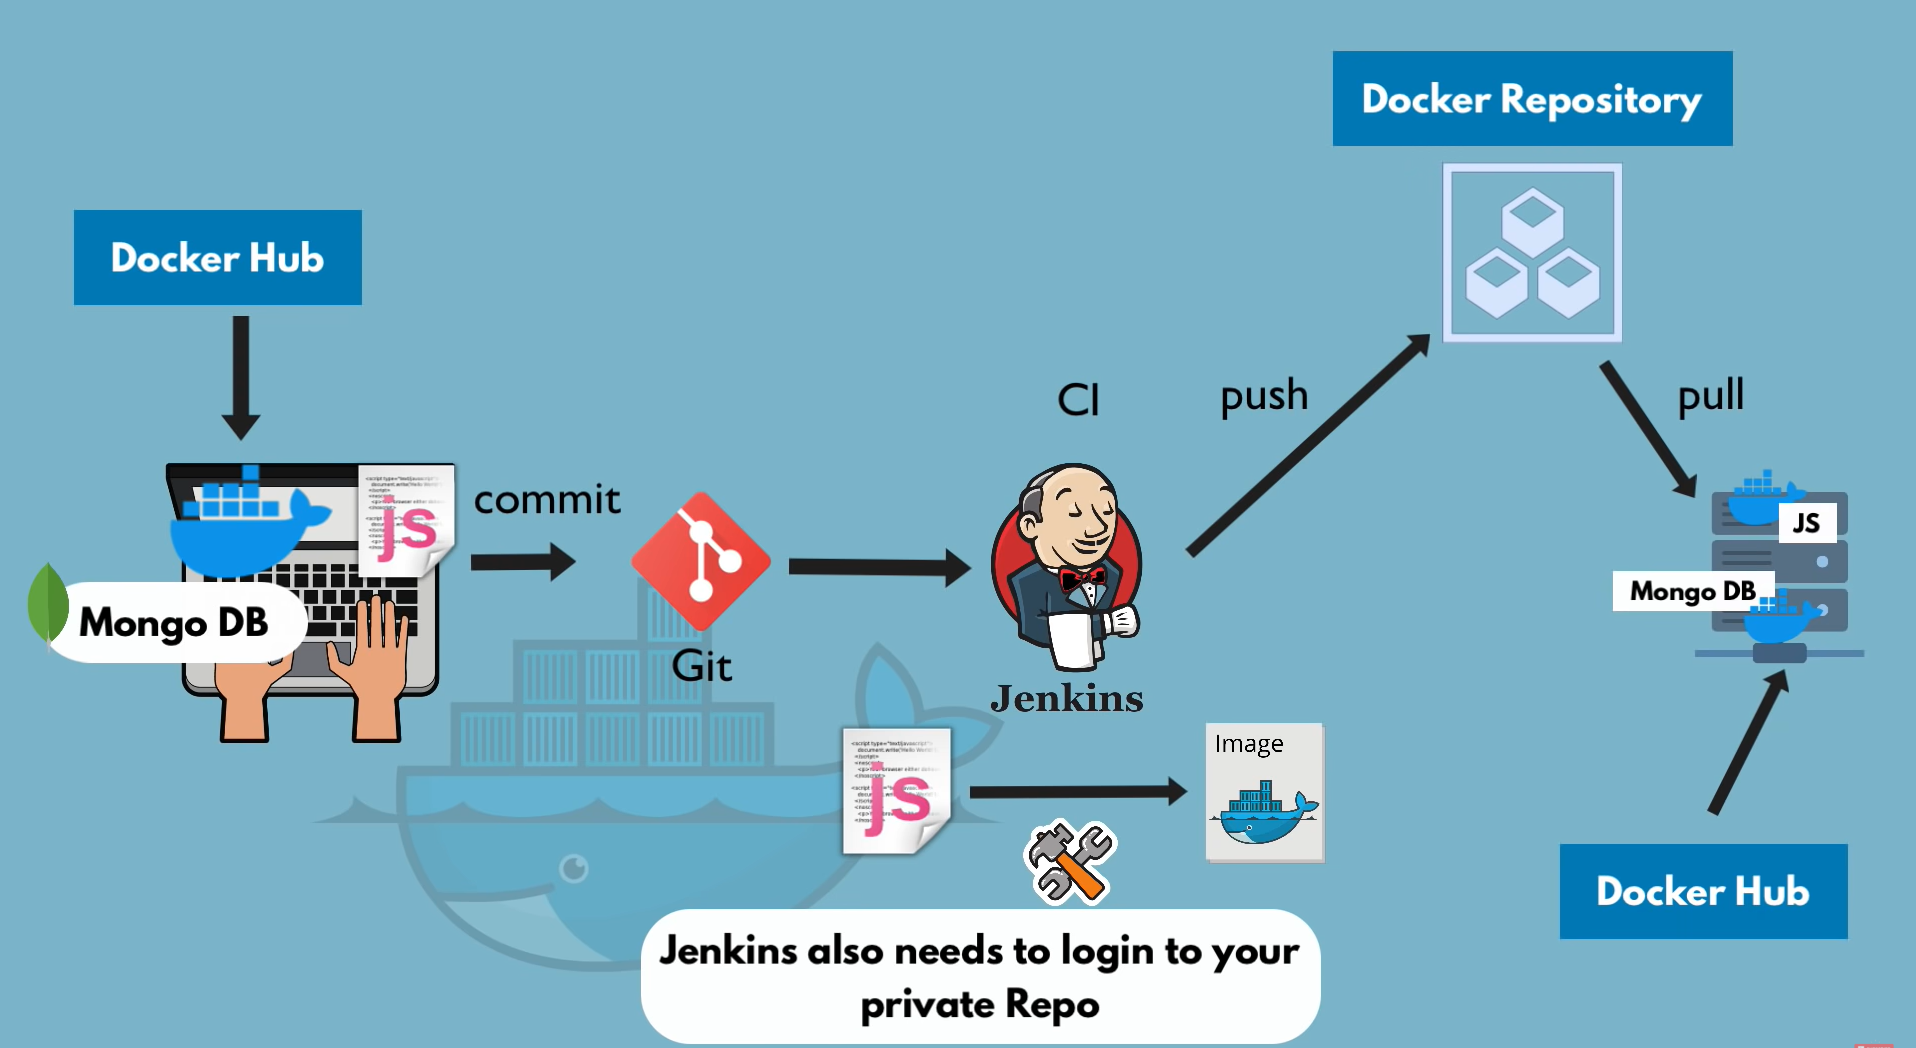 Docker Repository
Docker Hub
CI
push
pull
js
commit
JS
Mongo DB
Mongo DB
Git
Jenkins
Image
js
Docker Hub
Jenkins also needs to login to your
private Repo